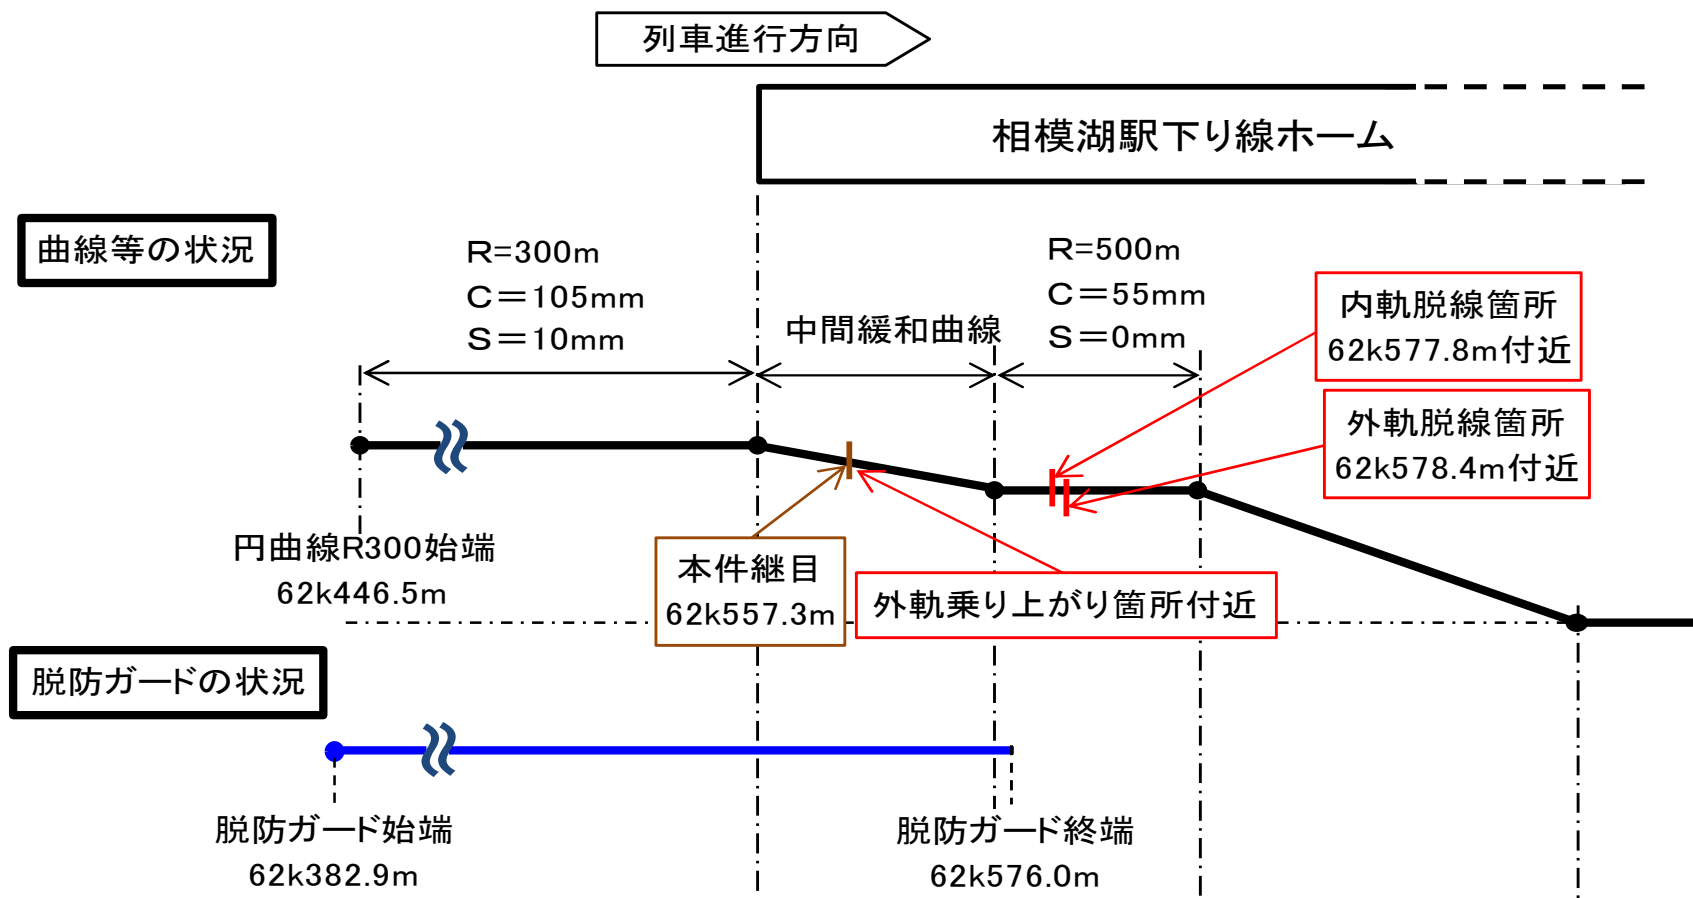 列車進行方向
相模湖駅下り線ホーム
曲線等の状況
R=300m
C=105mm
S=10mm
中間緩和曲線
R=500m
C=55mm
S=0mm
内軌脱線箇所
62k577.8m付近
外軌脱線箇所
62k578.4m付近
円曲線R300始端
62k446.5m
本件継目
62k557.3m
外軌乗り上がり箇所付近
脱防ガードの状況
脱防ガード始端
62k382.9m
脱防ガード終端
62k576.0m